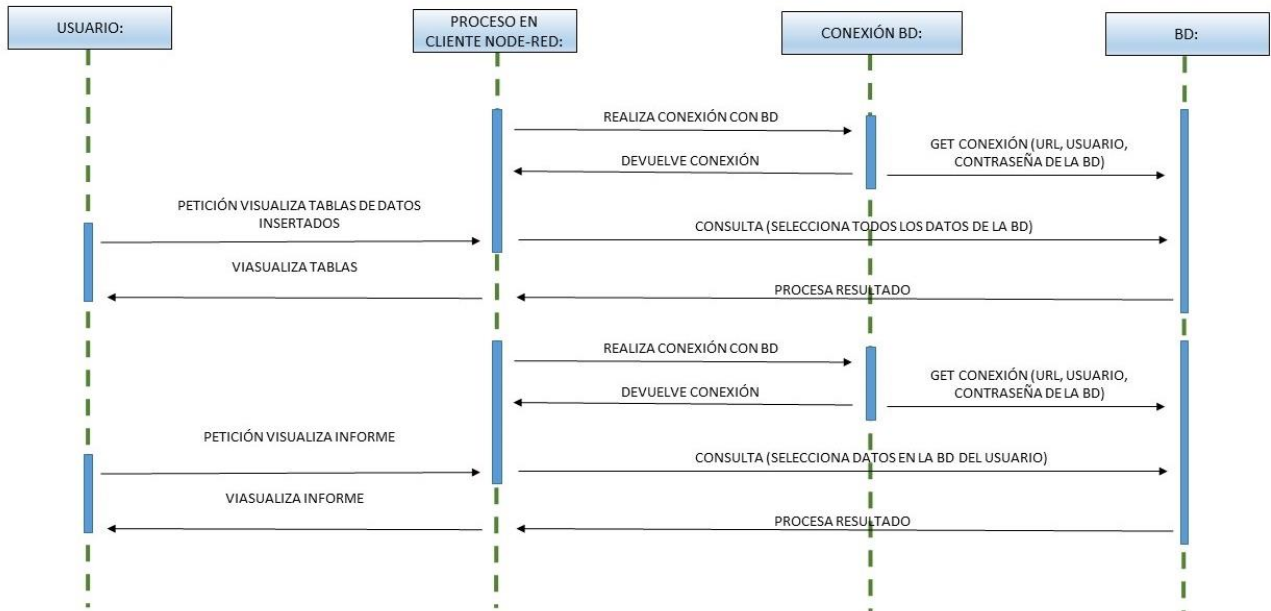 USUARIO:
PROCESO EN
CLIENTE NODE-RED:
CONEXIÓN BD:
BD:
REALIZA CONEXIÓN CON BD
GET CONEXIÓN (URL, USUARIO,
CONTRASEÑA DE LA BD)
DEVUELVE CONEXIÓN
PETICIÓN VISUALIZA TABLAS DE DATOS
INSERTADOS
CONSULTA (SELECCIONA TODOS LOS DATOS DE LA BD)
VIASUALIZA TABLAS
PROCESA RESULTADO
REALIZA CONEXIÓN CON BD
GET CONEXIÓN (URL, USUARIO,
CONTRASEÑA DE LA BD)
DEVUELVE CONEXIÓN
PETICIÓN VISUALIZA INFORME
CONSULTA (SELECCIONA DATOS EN LA BD DEL USUARIO)
VIASUALIZA INFORME
PROCESA RESULTADO